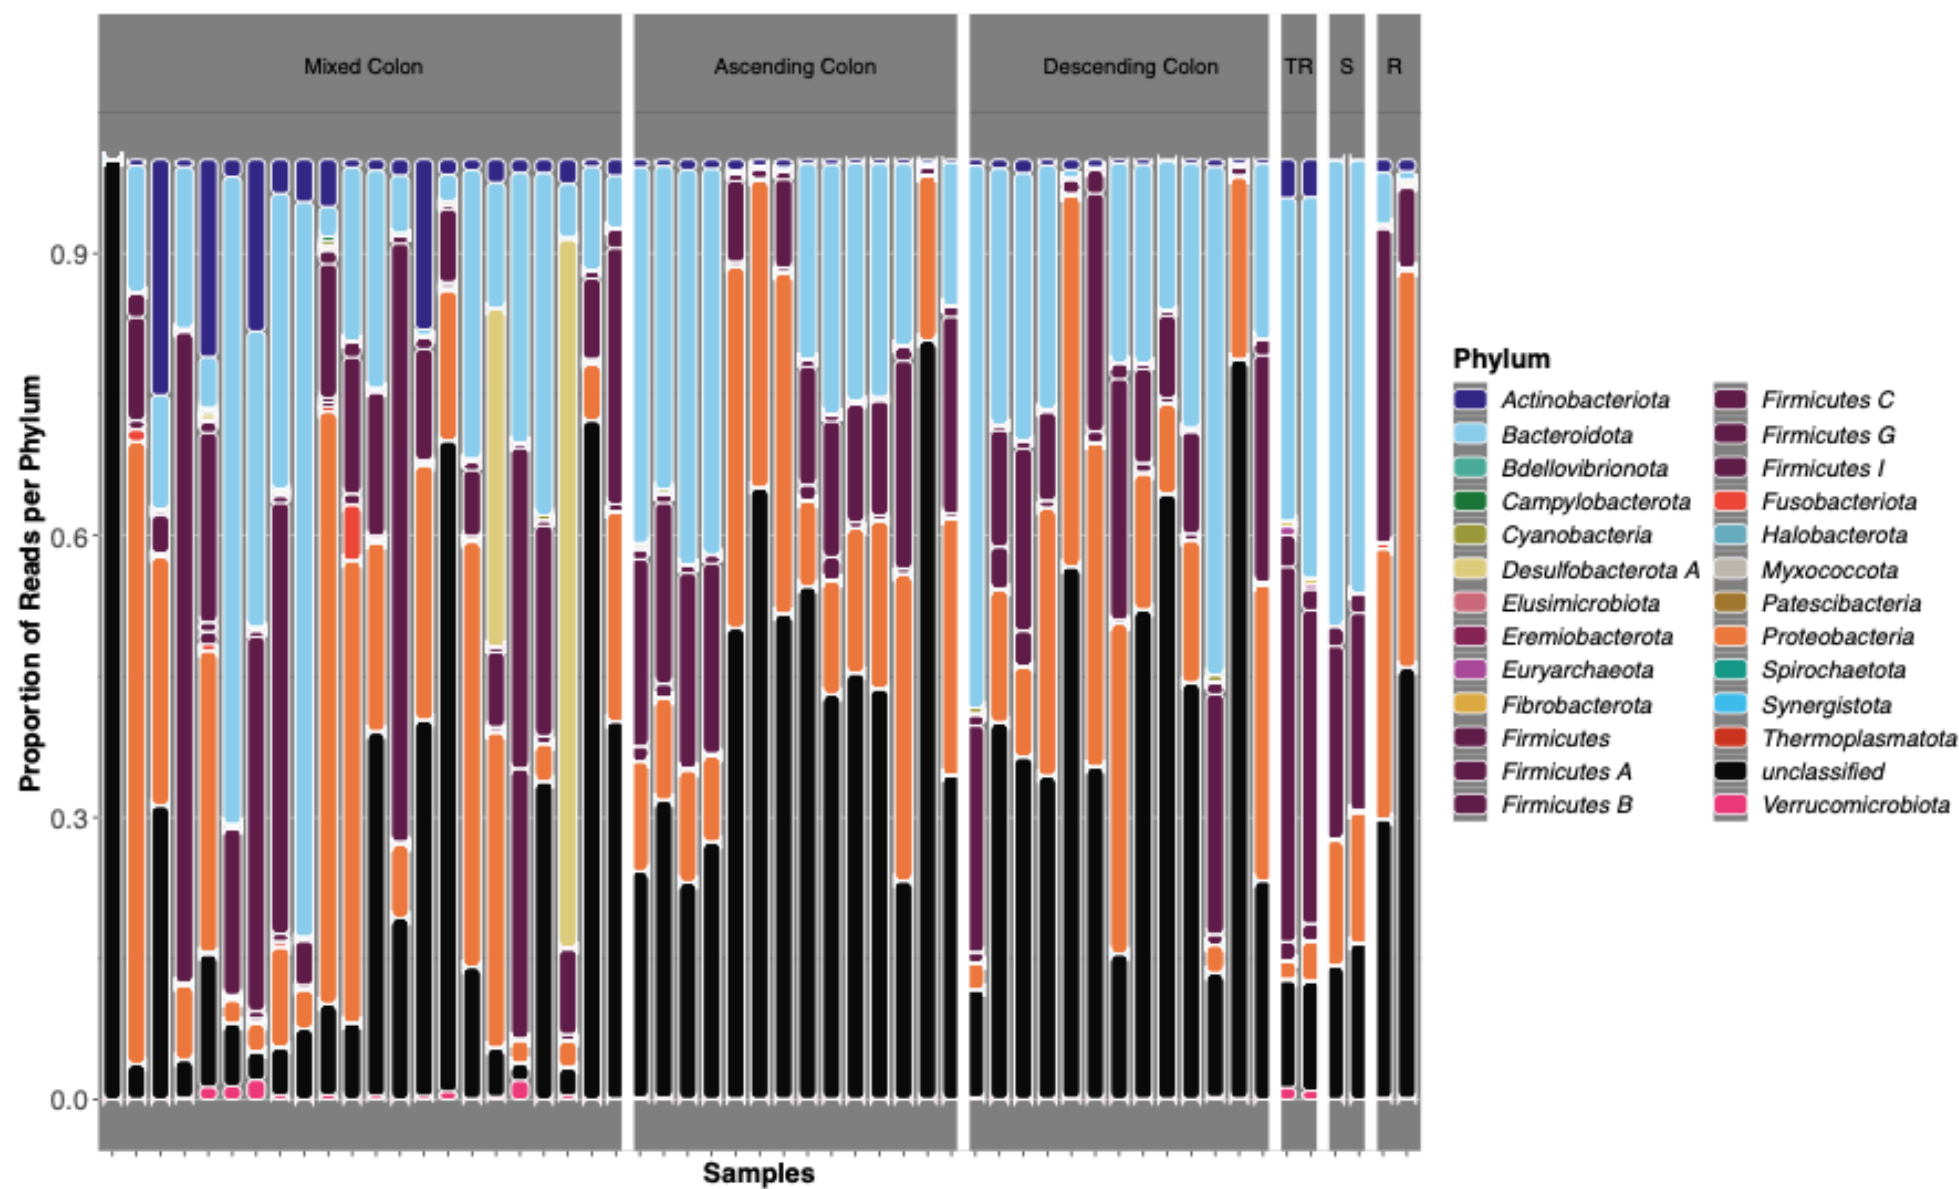 Mixed Colon
Ascending Colon
Descending Colon
TR
S
R
0.9
0.6
0.3
0.0
Proportion of Reads per Phylum
Samples
Phylum
Actinobacteriota
Bacteroidota
Bdellovibrionota
Campylobacterota
Cyanobacteria
Desulfobacterota A
Elusimicrobiota
Eremiobacterota
Euryarchaeota
Fibrobacterota
Firmicutes
Firmicutes A
Firmicutes B
Firmicutes C
Firmicutes G
Firmicutes I
Fusobacteriota
Halobacterota
Myxococcota
Patescibacteria
Proteobacteria
Spirochaetota
Synergistota
Thermoplasmatota
unclassified
Verrucomicrobiota